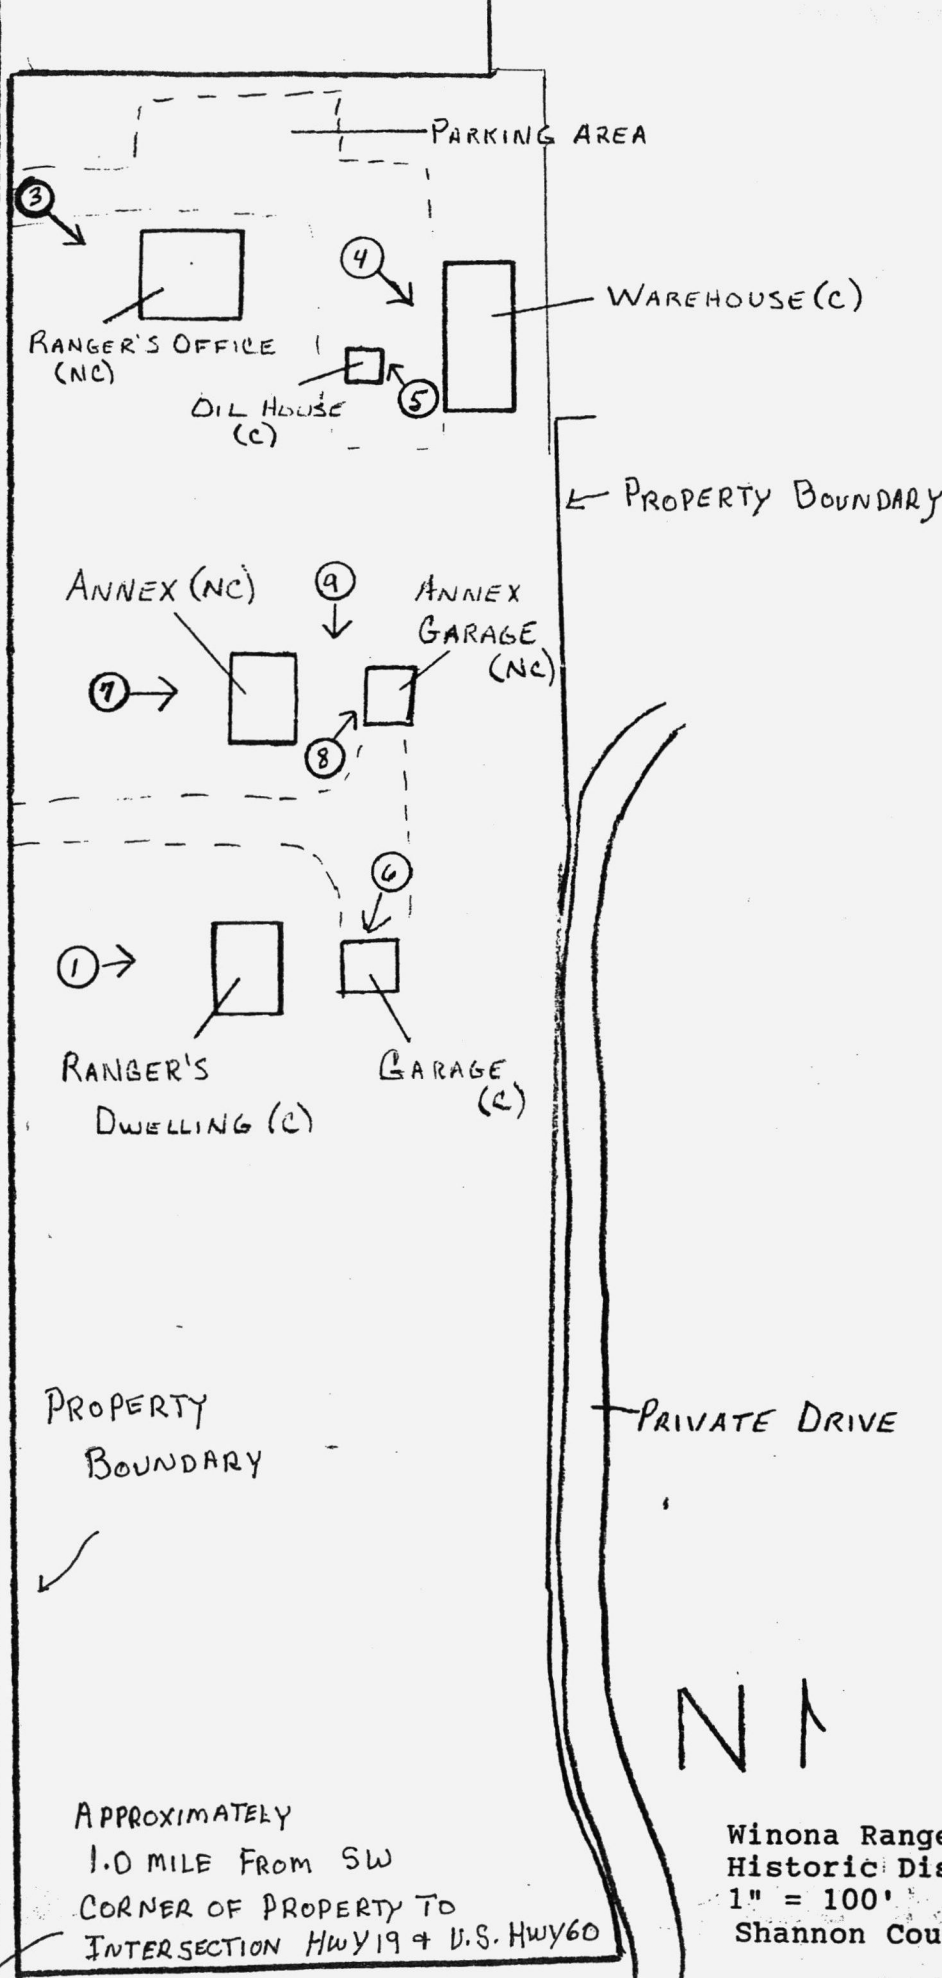 PARKING AREA
3
4
WAREHOUSE (C)
RANGER'S OFFICE
(NC)
OIL HOUSE
(C)
5
PROPERTY BOUNDARY
ANNEX (NC)
9
ANNEX
GARAGE
(NC)
7
8
6
1
RANGER'S
DWELLING (C)
GARAGE
(C)
PROPERTY
BOUNDARY
PRIVATE DRIVE
N
APPROXIMATELY
1.0 MILE FROM SW
CORNER OF PROPERTY TO
INTERSECTION HWY 19 & U.S. HWY 60
Winona Range
Historic Dis
1" = 100'
Shannon Cou